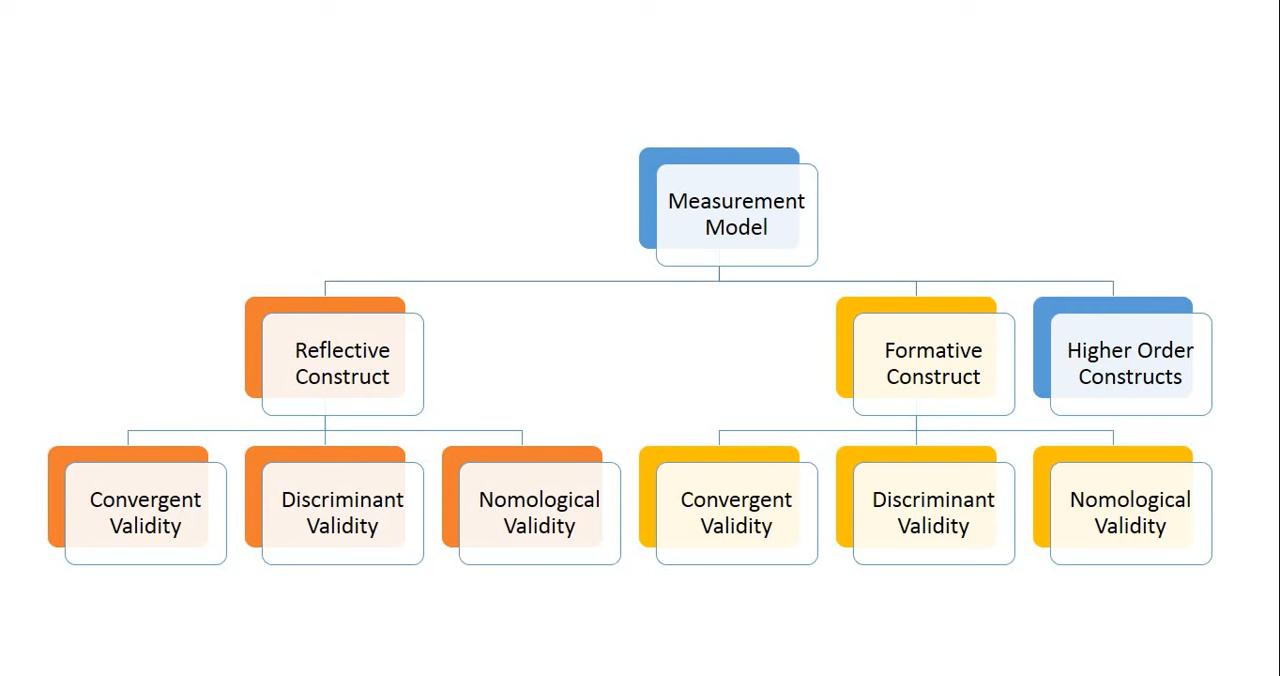 Measurement
Model
Reflective
Construct
Formative
Construct
Higher Order
Constructs
Convergent
Validity
Discriminant
Validity
Nomological
Validity
Convergent
Validity
Discriminant
Validity
Nomological
Validity